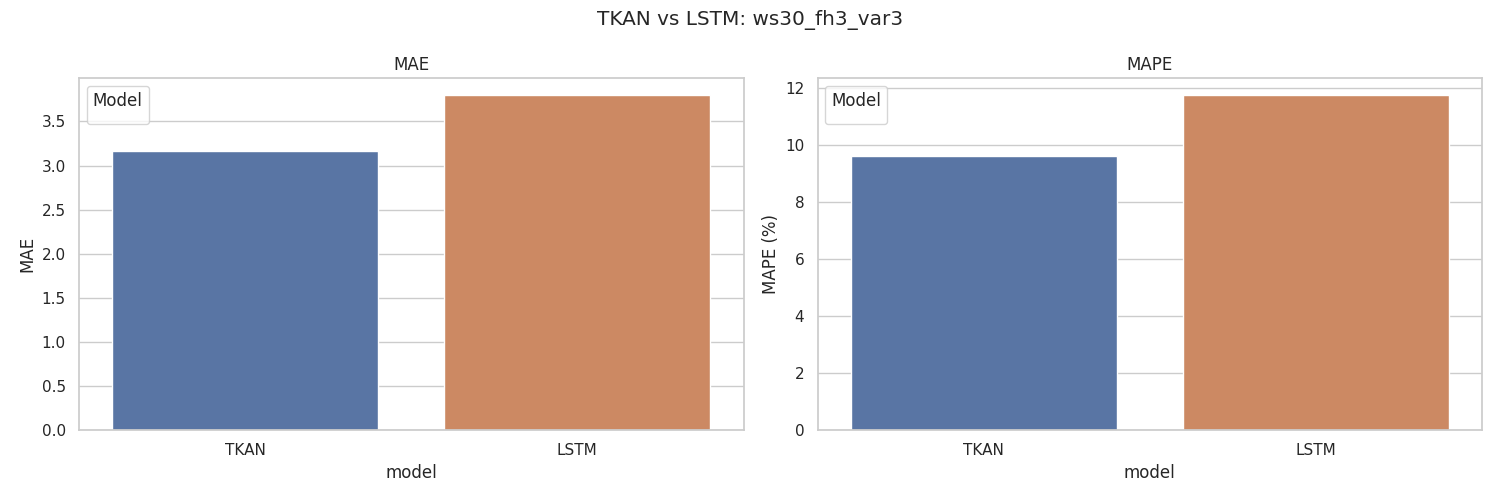 TKAN vs LSTM: ws30_fh3_var3
MAE
Model
3.5
3.0
2.5
2.0
1.5
1.0
0.5
0.0
MAE
TKAN LSTM
model
MAPE
Model
12
10
8
6
4
2
0
MAPE (%)
TKAN LSTM
model